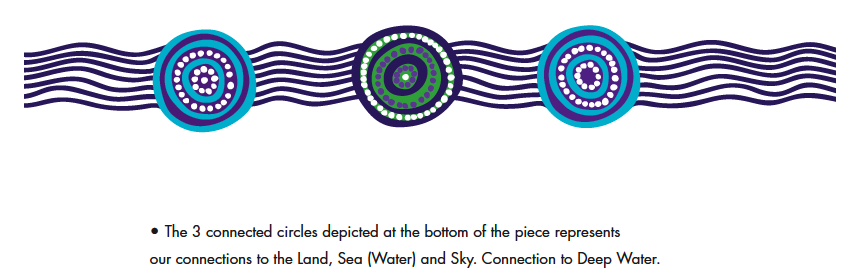 • The 3 connected circles depicted at the bottom of the piece represents
our connections to the Land, Sea (Water) and Sky. Connection to Deep Water.